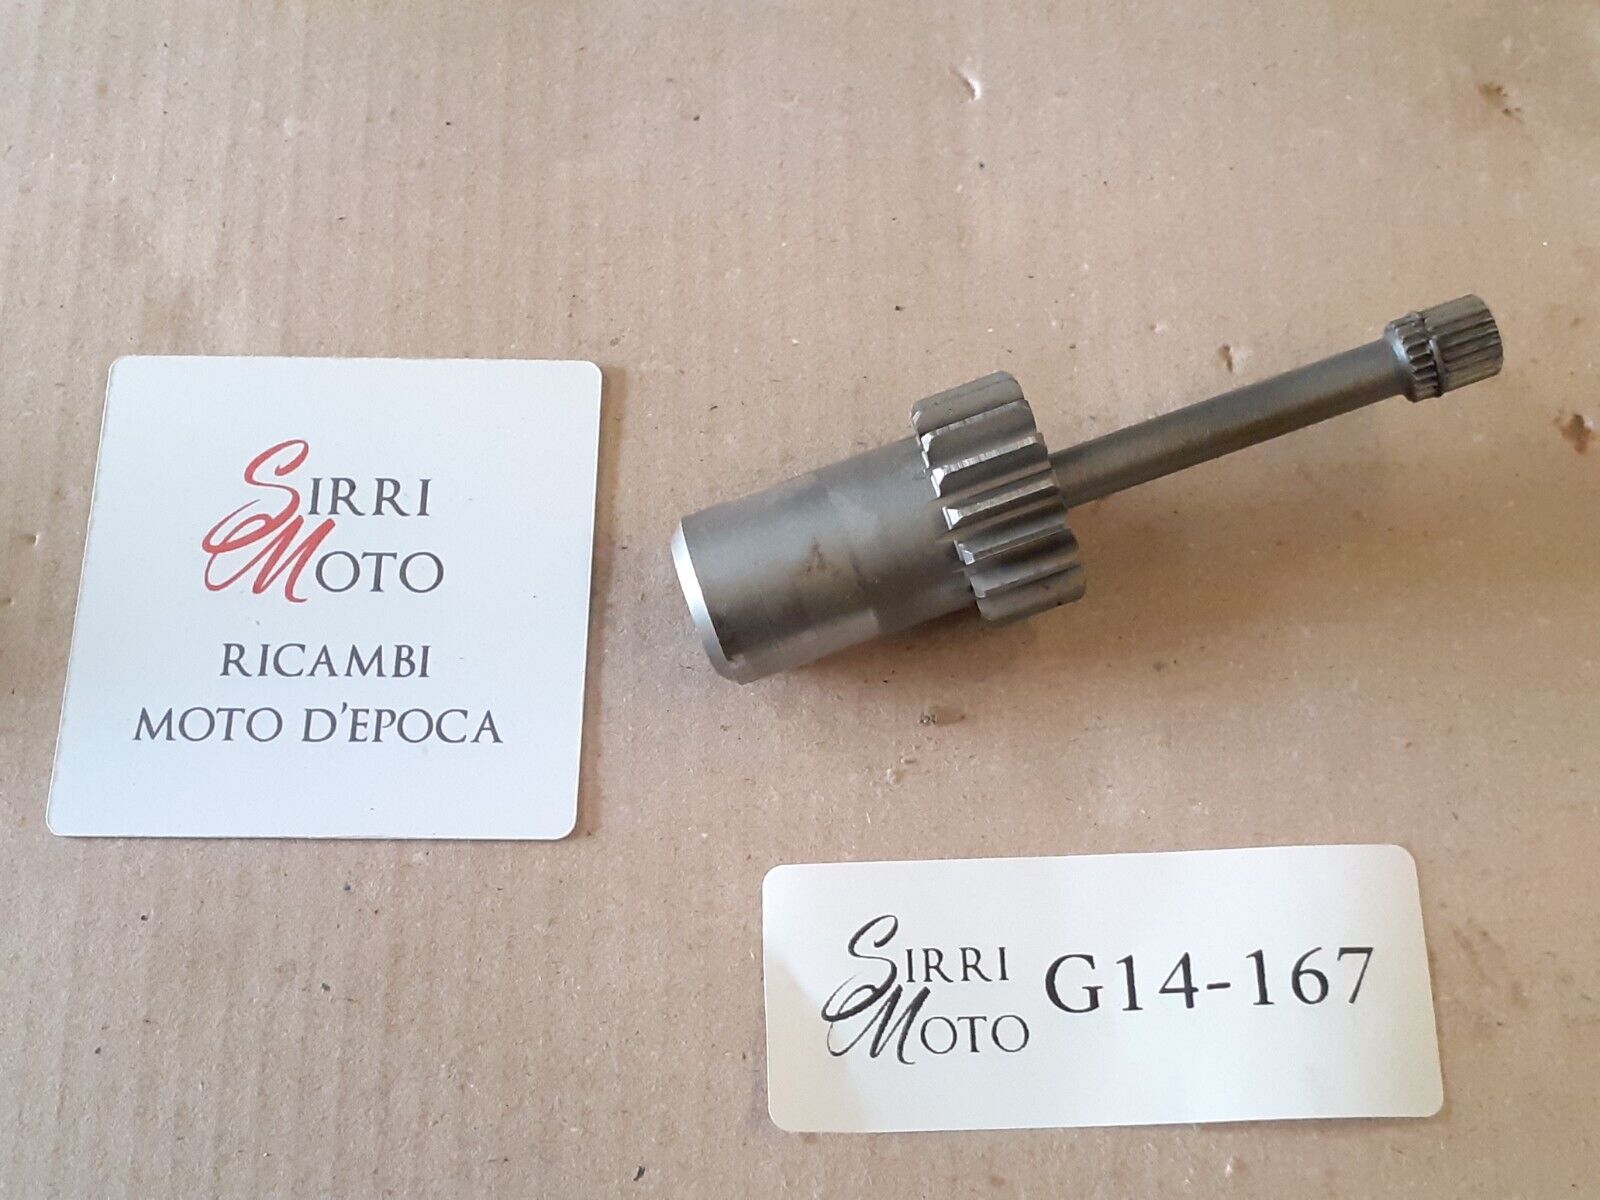 SIRRI
MOTO
RICAMBI
MOTO D'EPOCA
SIRRI
MOTO
G14-167